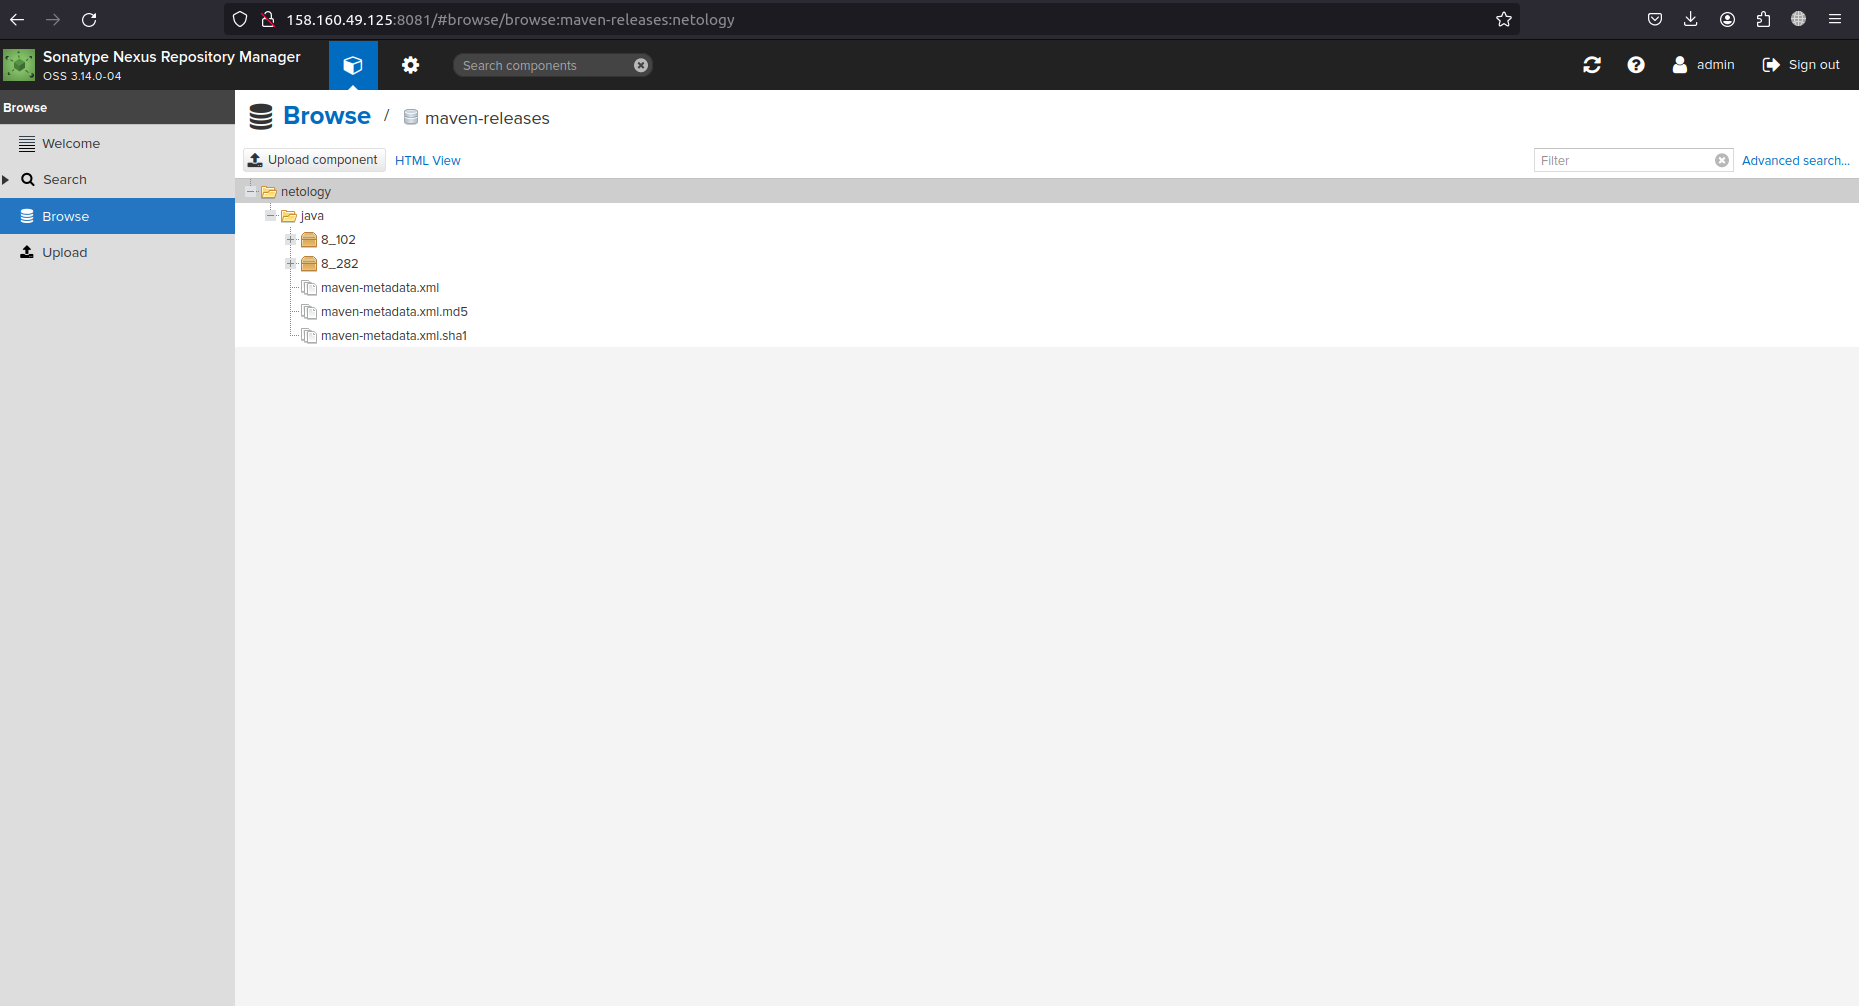 158.160.49.125:8081/#browse/browse:maven-releases:netology
Sonatype Nexus Repository Manager
OSS 3.14.0-04
Search components
admin
Sign out
Browse
Welcome
Search
Browse
Upload
Browse / maven-releases
Upload component
HTML View
Filter
Advanced search...
netology
java
8_102
8_282
maven-metadata.xml
maven-metadata.xml.md5
maven-metadata.xml.sha1